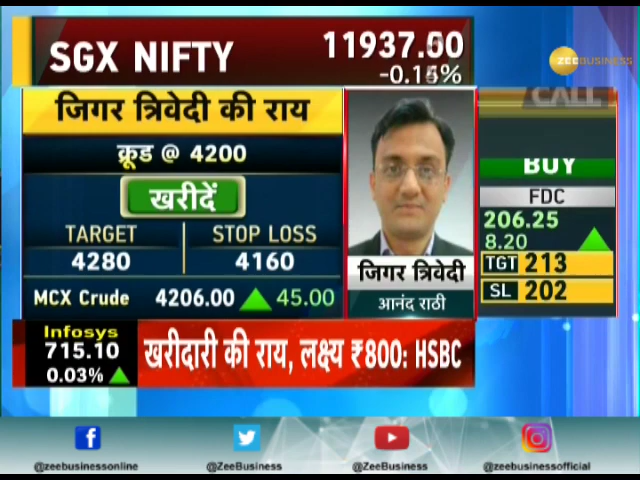 SGX NIFTY
11937.00
-0.15%
ZEEBUSINESS
जिगर त्रिवेदी की राय
क्रूड @ 4200
खरीदें
TARGET
STOP LOSS
4280
4160
MCX Crude 4206.00 45.00
जिगर त्रिवेदी
आनंद राठी
CALL
BUY
FDC
206.25
8.20
TGT 213
SL 202
Infosys
715.10
0.03%
खरीदारी की राय, लक्ष्य ₹800: HSBC
@zeebusinessonline
@ZeeBusiness
@ZeeBusiness
@zeebusinessofficial